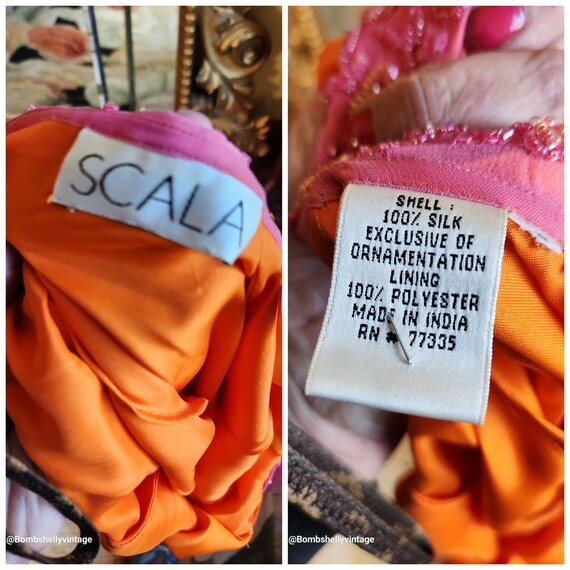 SCALA
@Bombshellyvintage
SHELL :
100% SILK
EXCLUSIVE OF
ORNAMENTATION
LINING
100% POLYESTER
MADE IN INDIA
RN # 77335
@Bombshellyvintage